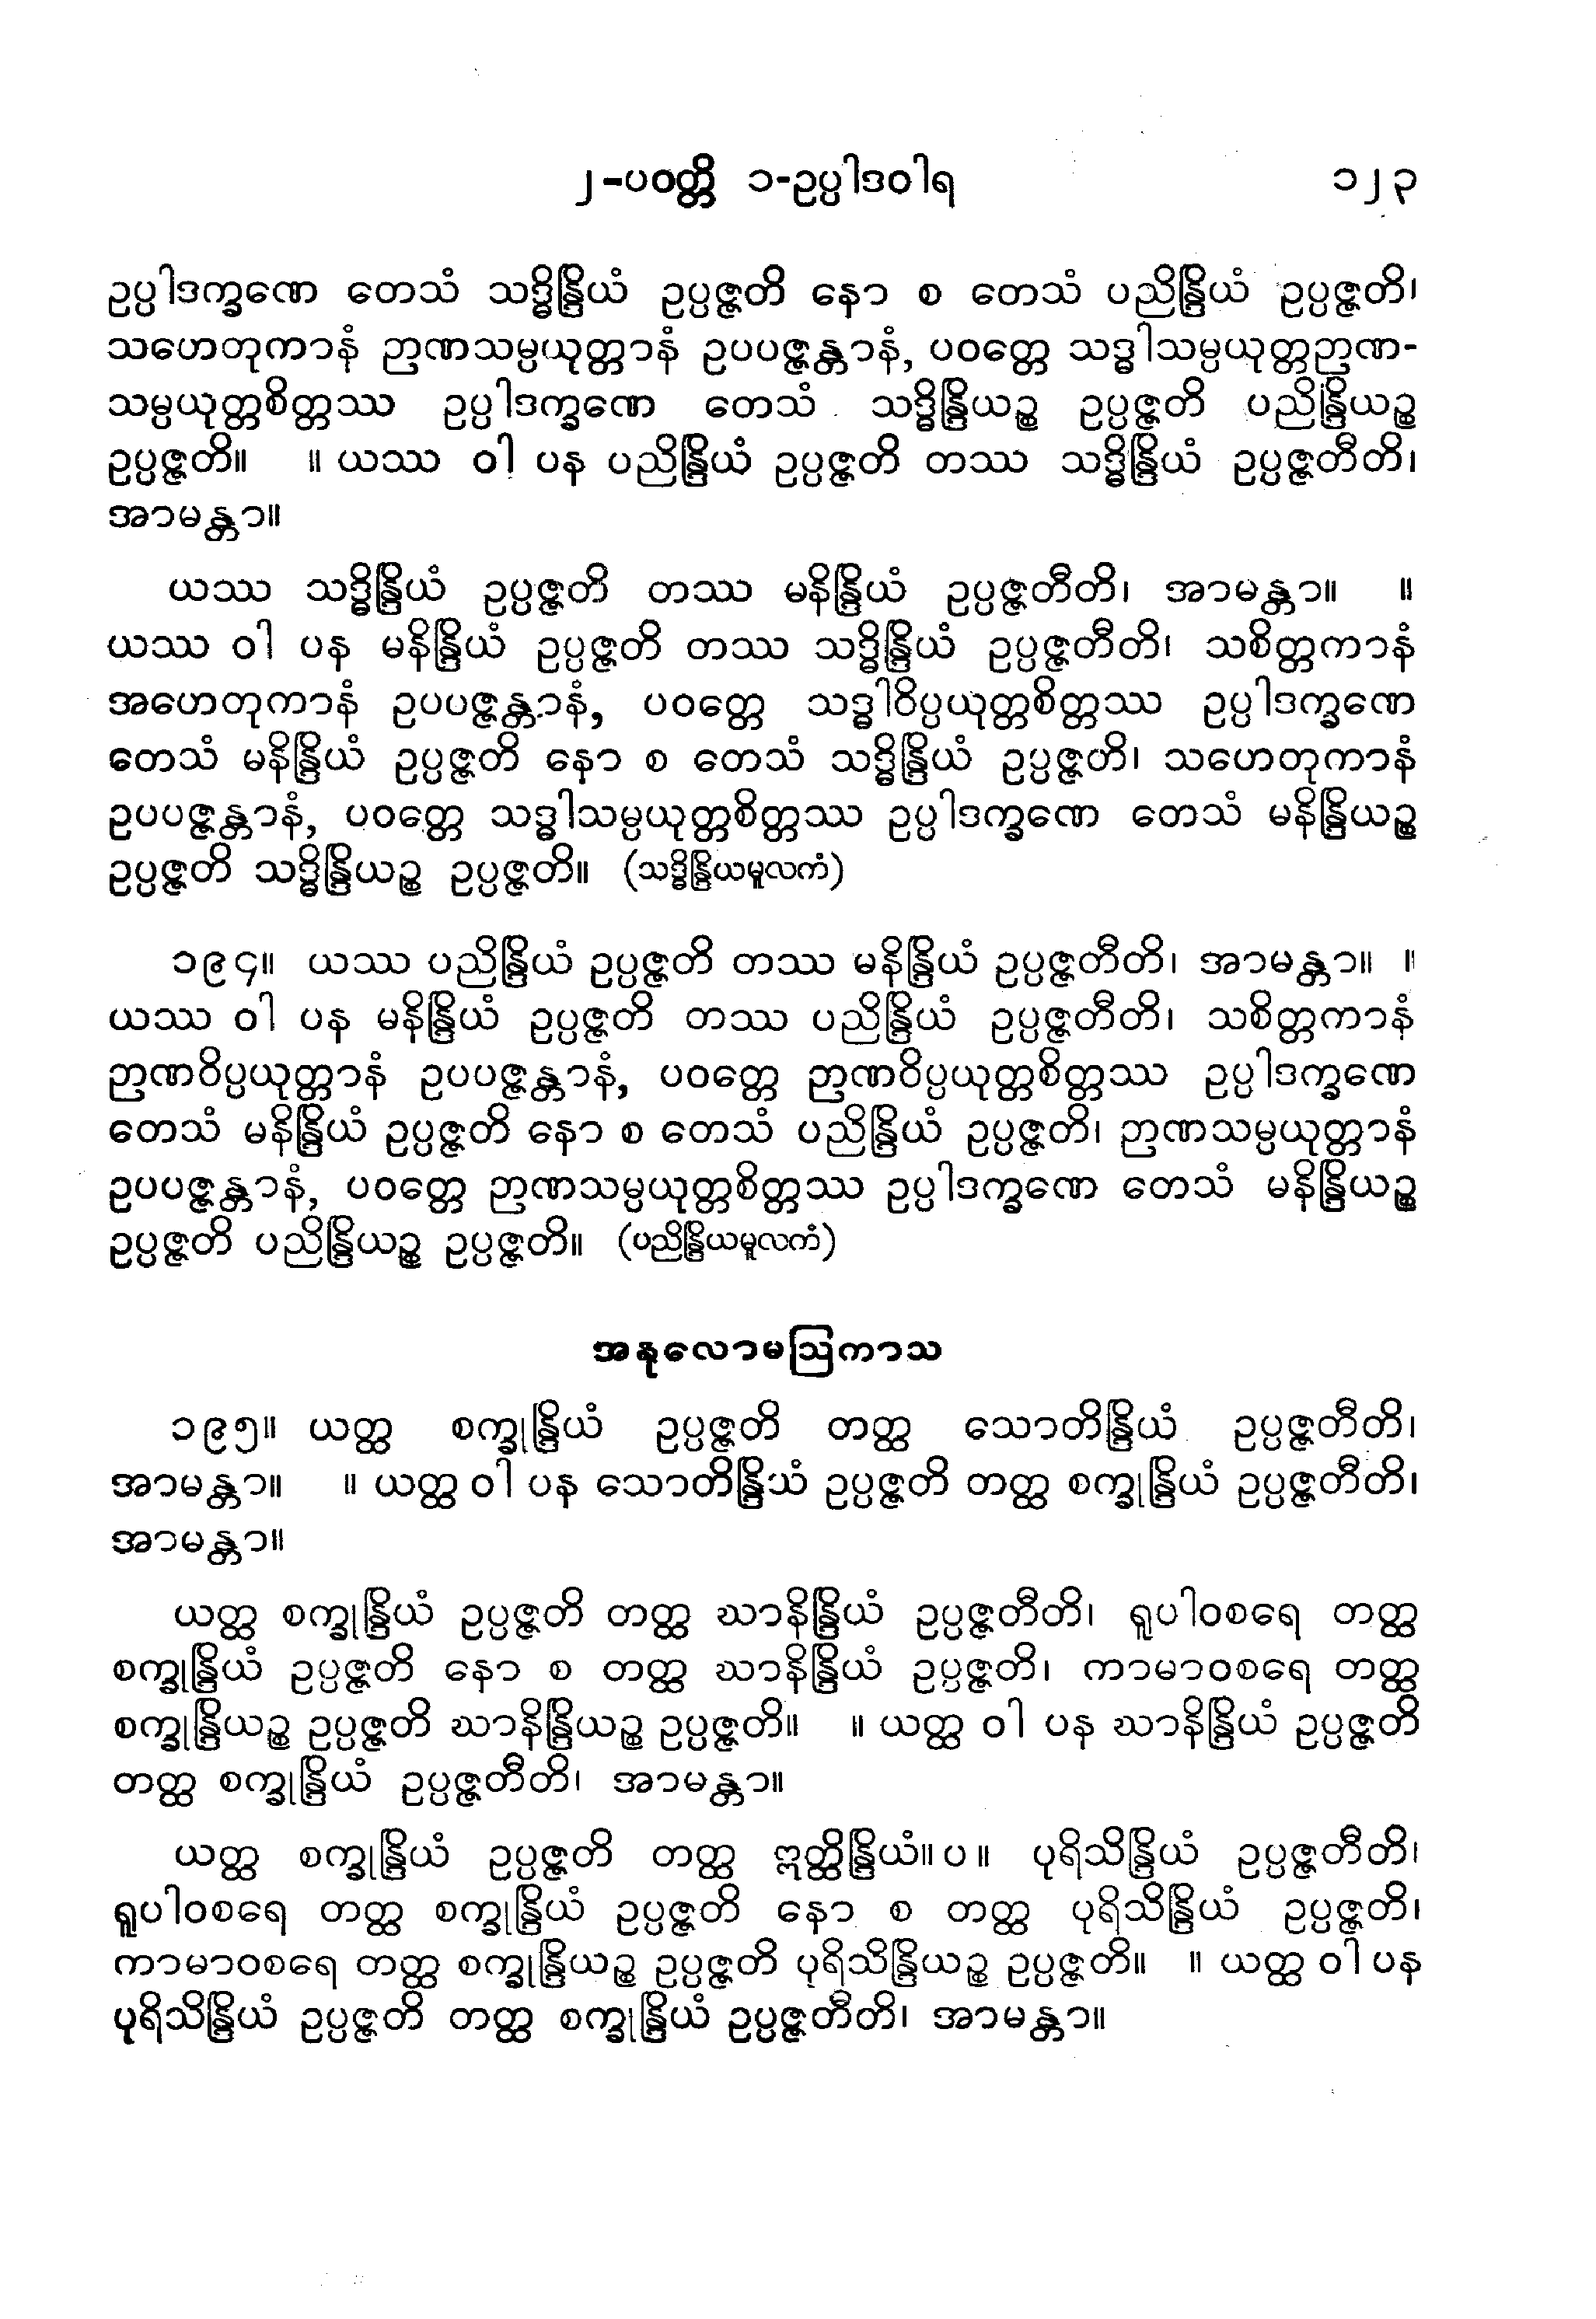 ၂-ပဝတ္တိ ၁-ဥပ္ပါဒဝါရ ၁၂၃
ဥပ္ပါဒက္ခဏေ တေသံ သဒ္ဓိန္ဒြိယံ ဥပ္ပဇ္ဇတိ နော စ တေသံ ပညိန္ဒြိယံ ဥပ္ပဇ္ဇတိ၊
သဟေတုကာနံ ဉာဏသမ္ပယုတ္တာနံ ဥပပဇ္ဇန္တာနံ, ပဝတ္တေ သဒ္ဓါသမ္ပယုတ္တဉာဏ-
သမ္ပယုတ္တစိတ္တဿ ဥပ္ပါဒက္ခဏေ တေသံ သဒ္ဓိန္ဒြိယဉ္စ ဥပ္ပဇ္ဇတိ ပညိန္ဒြိယဉ္စ
ဥပ္ပဇ္ဇတိ။ ။ ယဿ ဝါ ပန ပညိန္ဒြိယံ ဥပ္ပဇ္ဇတိ တဿ သဒ္ဓိန္ဒြိယံ ဥပ္ပဇ္ဇတီတိ၊
အာမန္တာ။
ယဿ သဒ္ဓိန္ဒြိယံ ဥပ္ပဇ္ဇတိ တဿ မနိန္ဒြိယံ ဥပ္ပဇ္ဇတီတိ၊ အာမန္တာ။ ။
ယဿ ဝါ ပန မနိန္ဒြိယံ ဥပ္ပဇ္ဇတိ တဿ သဒ္ဓိန္ဒြိယံ ဥပ္ပဇ္ဇတီတိ၊ သစိတ္တကာနံ
အဟေတုကာနံ ဥပပဇ္ဇန္တာနံ, ပဝတ္တေ သဒ္ဓါဝိပ္ပယုတ္တစိတ္တဿ ဥပ္ပါဒက္ခဏေ
တေသံ မနိန္ဒြိယံ ဥပ္ပဇ္ဇတိ နော စ တေသံ သဒ္ဓိန္ဒြိယံ ဥပ္ပဇ္ဇတိ၊ သဟေတုကာနံ
ဥပပဇ္ဇန္တာနံ, ပဝတ္တေ သဒ္ဓါသမ္ပယုတ္တစိတ္တဿ ဥပ္ပါဒက္ခဏေ တေသံ မနိန္ဒြိယဉ္စ
ဥပ္ပဇ္ဇတိ သဒ္ဓိန္ဒြိယဉ္စ ဥပ္ပဇ္ဇတိ။ (သဒ္ဓိန္ဒြိယမူလကံ)
၁၉၄။ ယဿ ပညိန္ဒြိယံ ဥပ္ပဇ္ဇတိ တဿ မနိန္ဒြိယံ ဥပ္ပဇ္ဇတီတိ၊ အာမန္တာ။ ။
ယဿ ဝါ ပန မနိန္ဒြိယံ ဥပ္ပဇ္ဇတိ တဿ ပညိန္ဒြိယံ ဥပ္ပဇ္ဇတီတိ၊ သစိတ္တကာနံ
ဉာဏဝိပ္ပယုတ္တာနံ ဥပပဇ္ဇန္တာနံ, ပဝတ္တေ ဉာဏဝိပ္ပယုတ္တစိတ္တဿ ဥပ္ပါဒက္ခဏေ
တေသံ မနိန္ဒြိယံ ဥပ္ပဇ္ဇတိ နော စ တေသံ ပညိန္ဒြိယံ ဥပ္ပဇ္ဇတိ၊ ဉာဏသမ္ပယုတ္တာနံ
ဥပပဇ္ဇန္တာနံ, ပဝတ္တေ ဉာဏသမ္ပယုတ္တစိတ္တဿ ဥပ္ပါဒက္ခဏေ တေသံ မနိန္ဒြိယဉ္စ
ဥပ္ပဇ္ဇတိ ပညိန္ဒြိယဉ္စ ဥပ္ပဇ္ဇတိ။ (ပညိန္ဒြိယမူလကံ)
အနုလောမဩကာသ
၁၉၅။ ယတ္ထ စက္ခုန္ဒြိယံ ဥပ္ပဇ္ဇတိ တတ္ထ သောတိန္ဒြိယံ ဥပ္ပဇ္ဇတီတိ၊
အာမန္တာ။ ။ ယတ္ထ ဝါ ပန သောတိန္ဒြိယံ ဥပ္ပဇ္ဇတိ တတ္ထ စက္ခုန္ဒြိယံ ဥပ္ပဇ္ဇတီတိ၊
အာမန္တာ။
ယတ္ထ စက္ခုန္ဒြိယံ ဥပ္ပဇ္ဇတိ တတ္ထ ဃာနိန္ဒြိယံ ဥပ္ပဇ္ဇတီတိ၊ ရူပါဝစရေ တတ္ထ
စက္ခုန္ဒြိယံ ဥပ္ပဇ္ဇတိ နော စ တတ္ထ ဃာနိန္ဒြိယံ ဥပ္ပဇ္ဇတိ၊ ကာမာဝစရေ တတ္ထ
စက္ခုန္ဒြိယဉ္စ ဥပ္ပဇ္ဇတိ ဃာနိန္ဒြိယဉ္စ ဥပ္ပဇ္ဇတိ။ ။ ယတ္ထ ဝါ ပန ဃာနိန္ဒြိယံ ဥပ္ပဇ္ဇတိ
တတ္ထ စက္ခုန္ဒြိယံ ဥပ္ပဇ္ဇတီတိ၊ အာမန္တာ။
ယတ္ထ စက္ခုန္ဒြိယံ ဥပ္ပဇ္ဇတိ တတ္ထ ဣတ္ထိန္ဒြိယံ။ပ။ ပုရိသိန္ဒြိယံ ဥပ္ပဇ္ဇတီတိ၊
ရူပါဝစရေ တတ္ထ စက္ခုန္ဒြိယံ ဥပ္ပဇ္ဇတိ နော စ တတ္ထ ပုရိသိန္ဒြိယံ ဥပ္ပဇ္ဇတိ၊
ကာမာဝစရေ တတ္ထ စက္ခုန္ဒြိယဉ္စ ဥပ္ပဇ္ဇတိ ပုရိသိန္ဒြိယဉ္စ ဥပ္ပဇ္ဇတိ။ ။ ယတ္ထ ဝါ ပန
ပုရိသိန္ဒြိယံ ဥပ္ပဇ္ဇတိ တတ္ထ စက္ခုန္ဒြိယံ ဥပ္ပဇ္ဇတီတိ၊ အာမန္တာ။